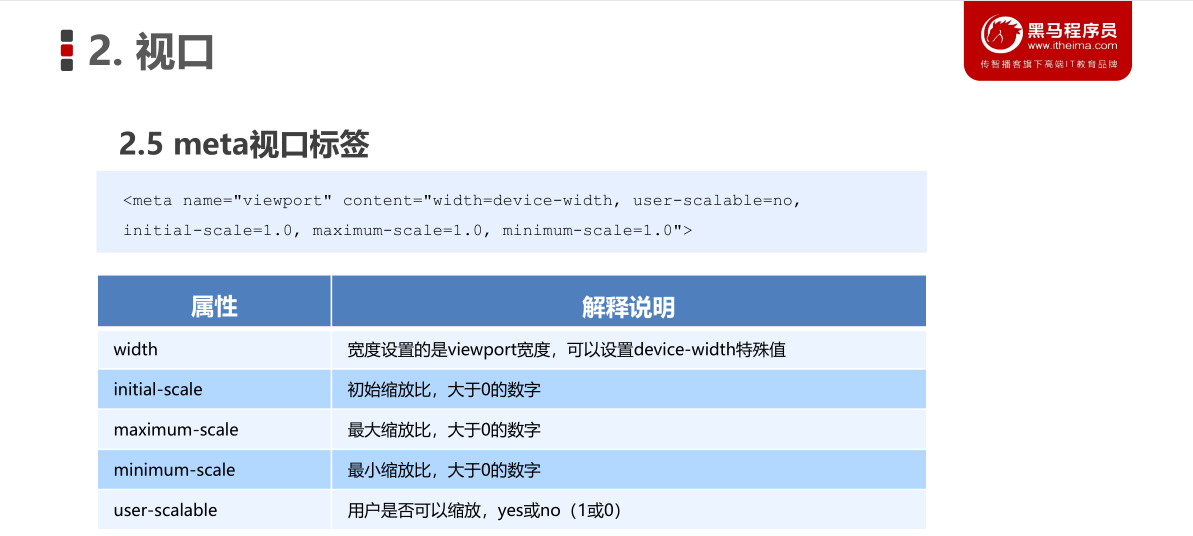 2. 视口
黑马程序员
www.itheima.com
传智播客旗下高端IT教育品牌
2.5 meta视口标签
<meta name="viewport" content="width=device-width, user-scalable=no,
initial-scale=1.0, maximum-scale=1.0, minimum-scale=1.0">
属性 解释说明
width 宽度设置的是viewport宽度，可以设置device-width特殊值
initial-scale 初始缩放比，大于0的数字
maximum-scale 最大缩放比，大于0的数字
minimum-scale 最小缩放比，大于0的数字
user-scalable 用户是否可以缩放，yes或no（1或0）